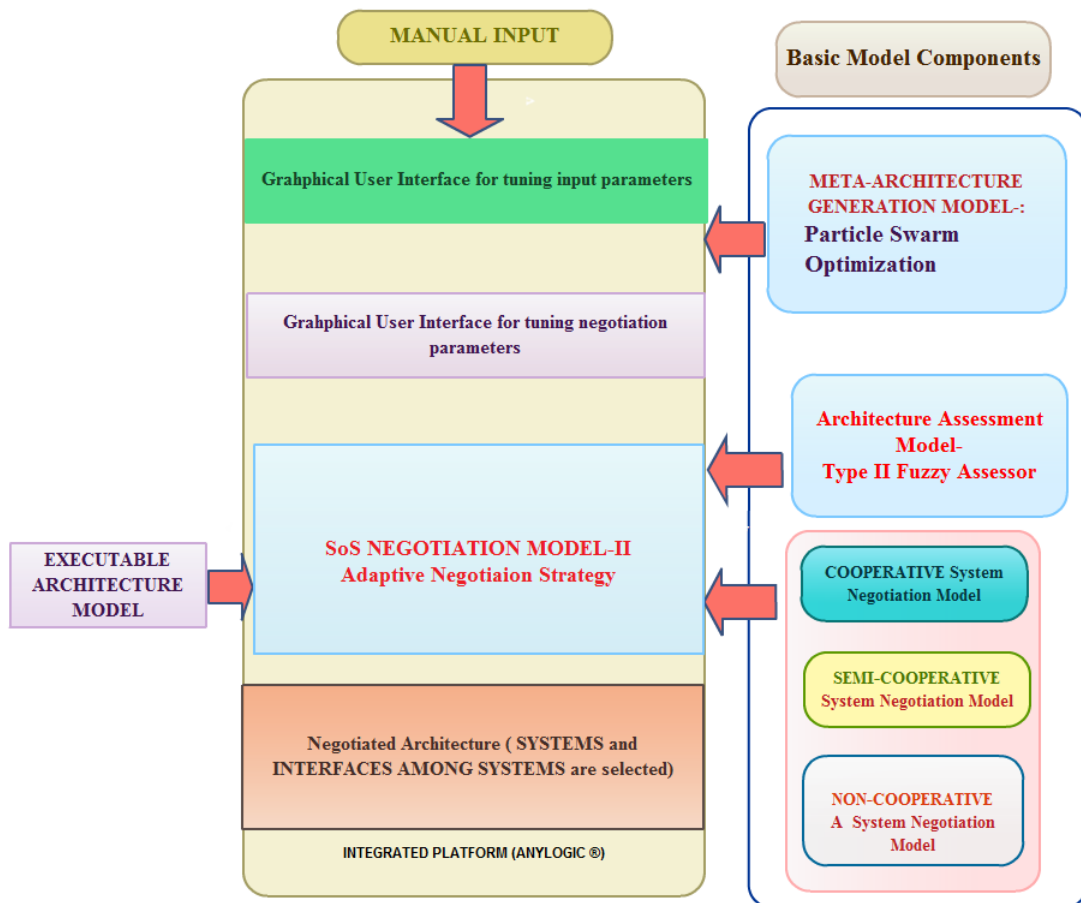 MANUAL INPUT
>
Grahphical User Interface for tuning input parameters
Grahphical User Interface for tuning negotiation
parameters
EXECUTABLE
ARCHITECTURE
MODEL
SoS NEGOTIATION MODEL-II
Adaptive Negotiaion Strategy
Negotiated Architecture ( SYSTEMS and
INTERFACES AMONG SYSTEMS are selected)
INTEGRATED PLATFORM (ANYLOGIC ®)
Basic Model Components
META-ARCHITECTURE
GENERATION MODEL-:
Particle Swarm
Optimization
Architecture Assessment
Model-
Type II Fuzzy Assessor
COOPERATIVE System
Negotiation Model
SEMI-COOPERATIVE
System Negotiation Model
NON-COOPERATIVE
A System Negotiation
Model